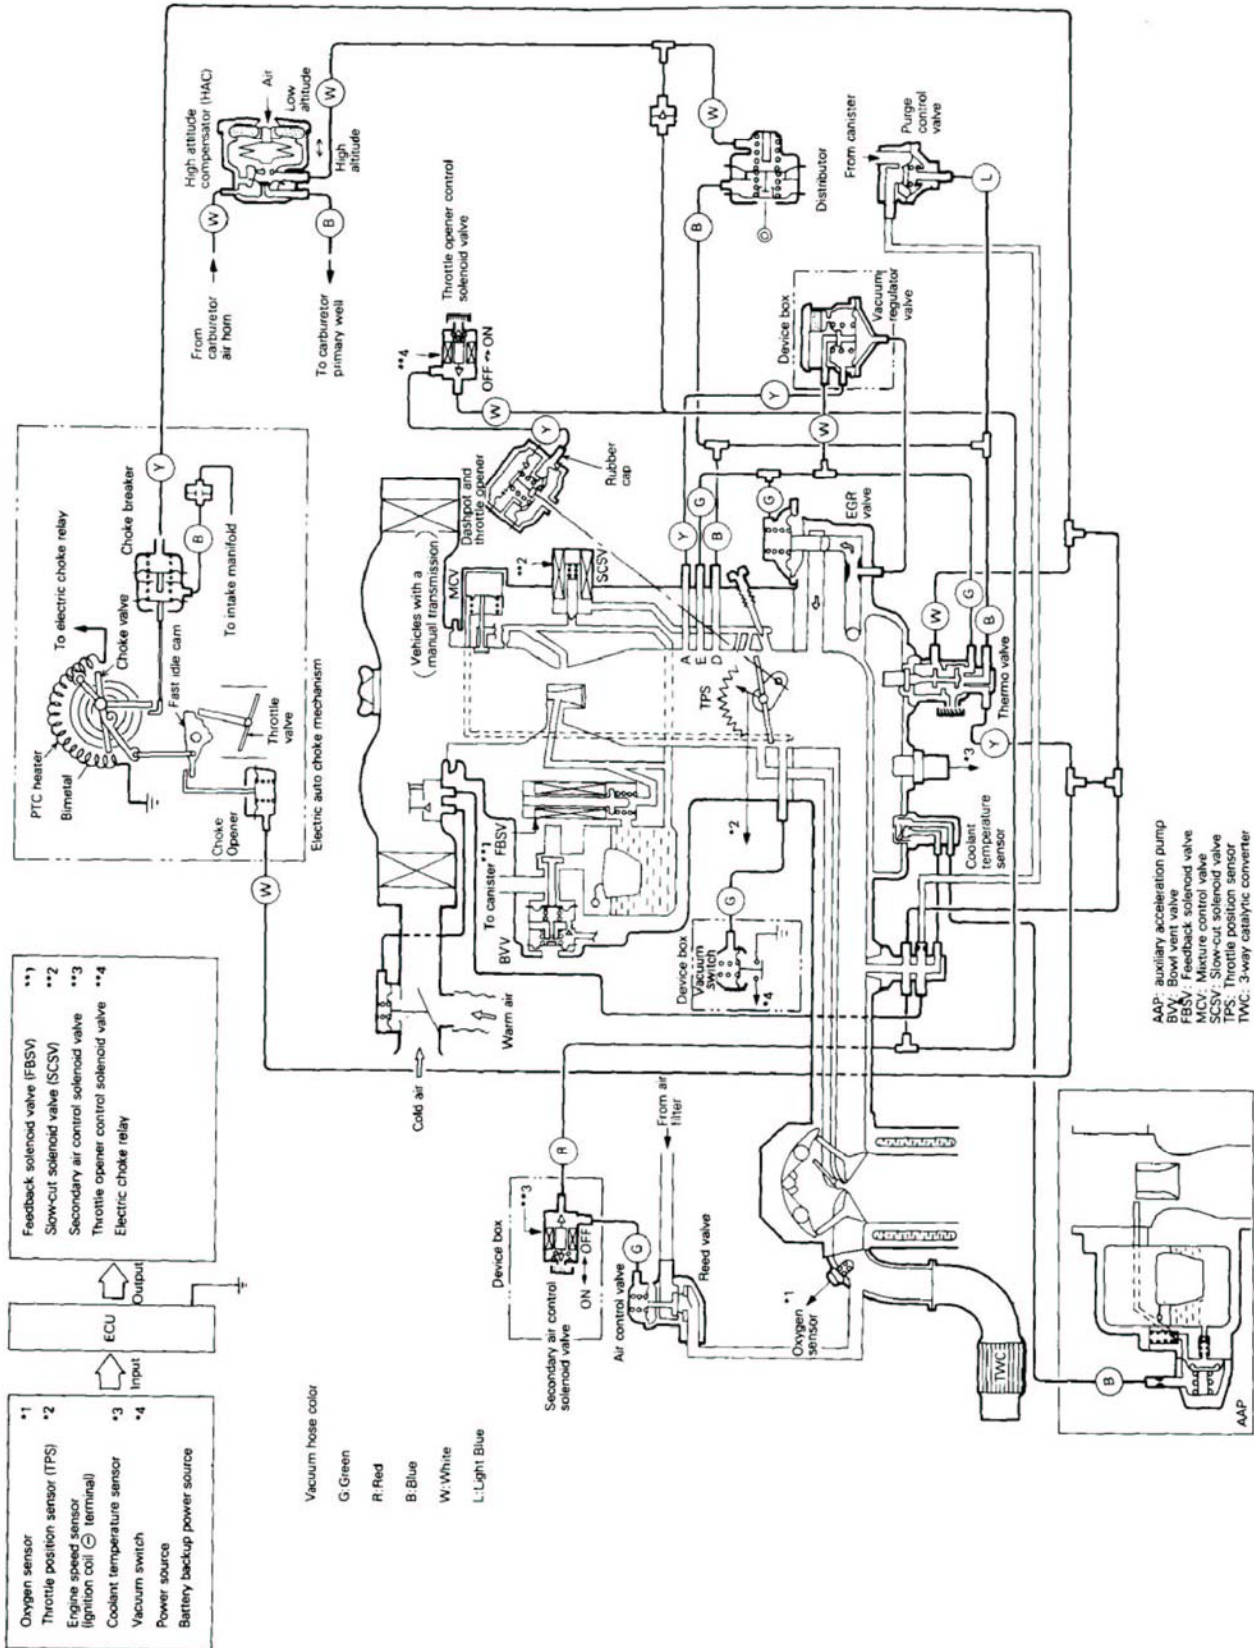 Oxygen sensor *1
Throttle position sensor (TPS) *2
Engine speed sensor
(ignition coil ⊖ terminal)
Coolant temperature sensor *3
Vacuum switch *4
Power source
Battery backup power source
Input
ECU
Output
Feedback solenoid valve (FBSV) **1
Slow-cut solenoid valve (SCSV) **2
Secondary air control solenoid valve **3
Throttle opener control solenoid valve **4
Electric choke relay
Vacuum hose color
G:Green
R:Red
B:Blue
W:White
L:Light Blue
PTC heater
Bimetal
To electric choke relay
Choke valve
Fast idle cam
Choke breaker
Y
B
To intake manifold
Throttle
valve
Choke
Opener
Electric auto choke mechanism
W
From
carburetor
air horn
W
High attitude
compensator (HAC)
Air
Low
altitude
High
altitude
W
B
To carburetor
primary well
**4
Throttle opener control
solenoid valve
OFF ↔ ON
W
Y
Rubber
cap
Dashpot and
throttle opener
W
B
Distributor
From canister
Purge
control
valve
L
Device box
Vacuum
regulator
valve
Y
W
Vehicles with a
manual transmission
MCV
**2
SCSV
Y
G
B
G
EGR
valve
A
E
D
TPS
*2
Cold air
Warm air
To canister
BVV
**1
FBSV
Device box
Vacuum
switch
G
*4
W
G
B
Thermo valve
Y
*3
Coolant
temperature
sensor
Device box
**3
R
ON ↔ OFF
Secondary air control
solenoid valve
G
Air control valve
Reed valve
From air
filter
*1
Oxygen
sensor
TWC
B
AAP
AAP: auxiliary acceleration pump
BVV: Bowl vent valve
FBSV: Feedback solenoid valve
MCV: Mixture control valve
SCSV: Slow-cut solenoid valve
TPS: Throttle position sensor
TWC: 3-way catalytic converter